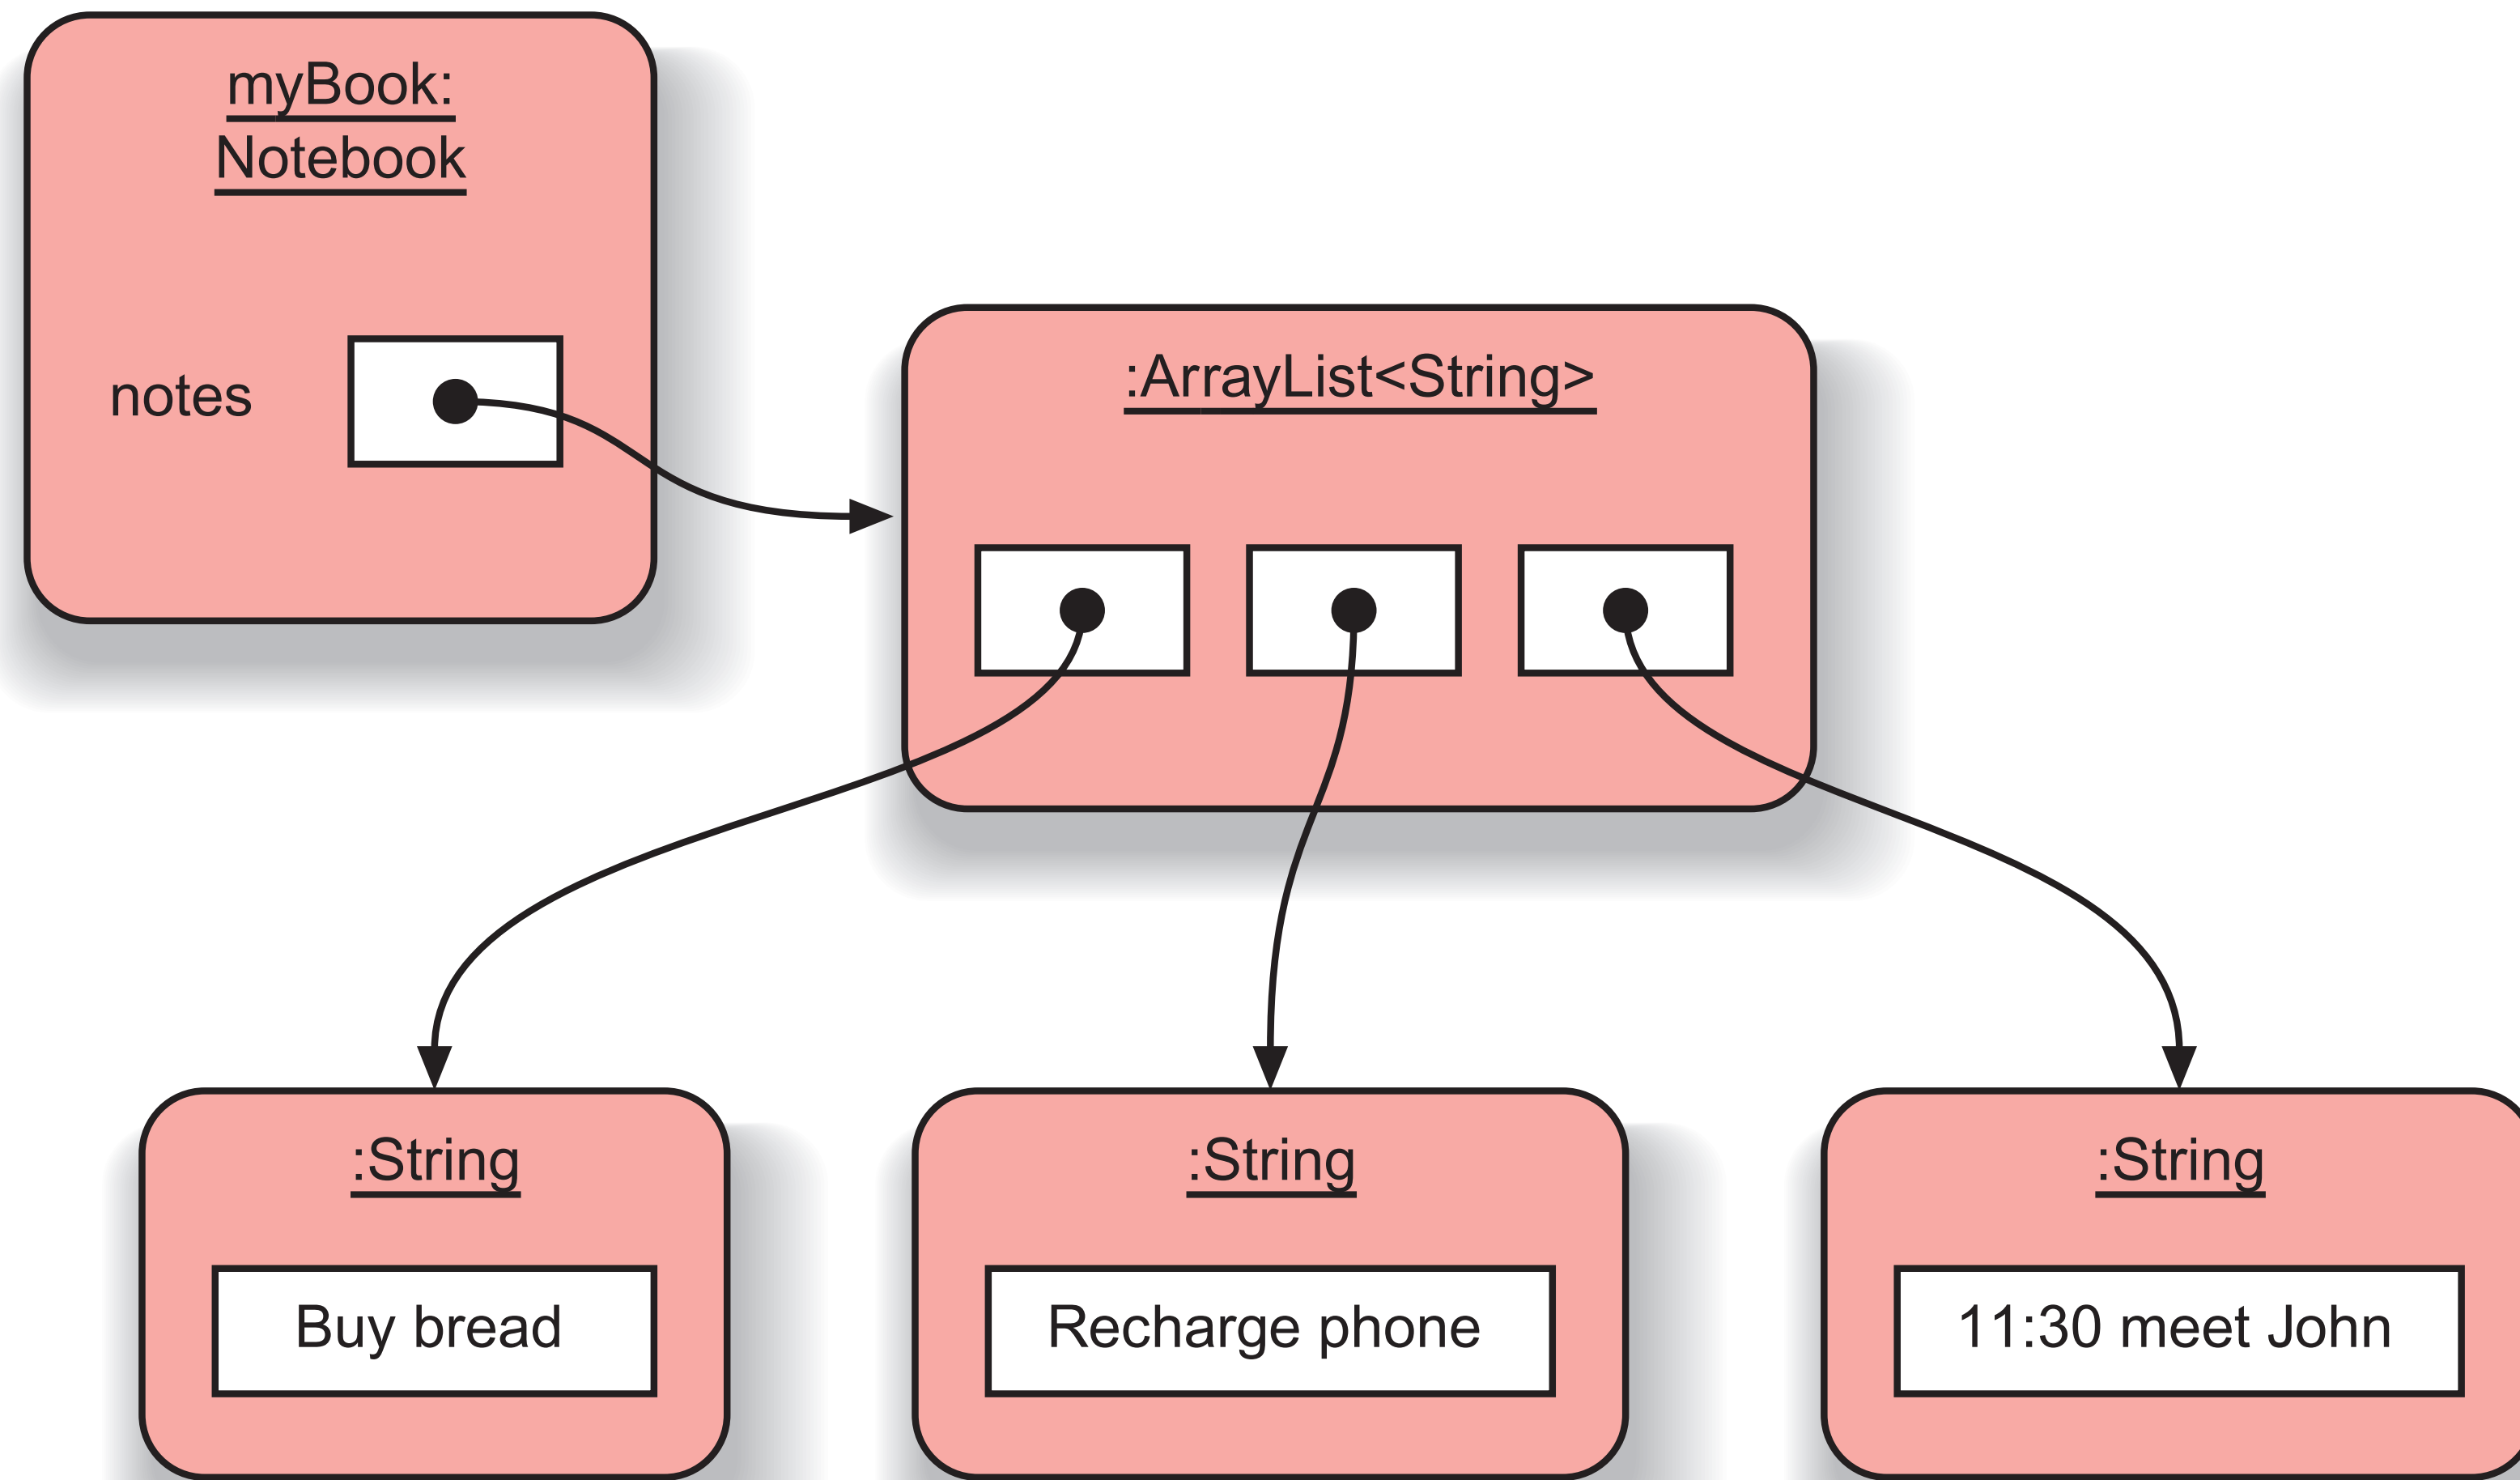 myBook:
Notebook
notes
:ArrayList<String>
:String
:String
:String
Buy bread
Recharge phone
11:30 meet John